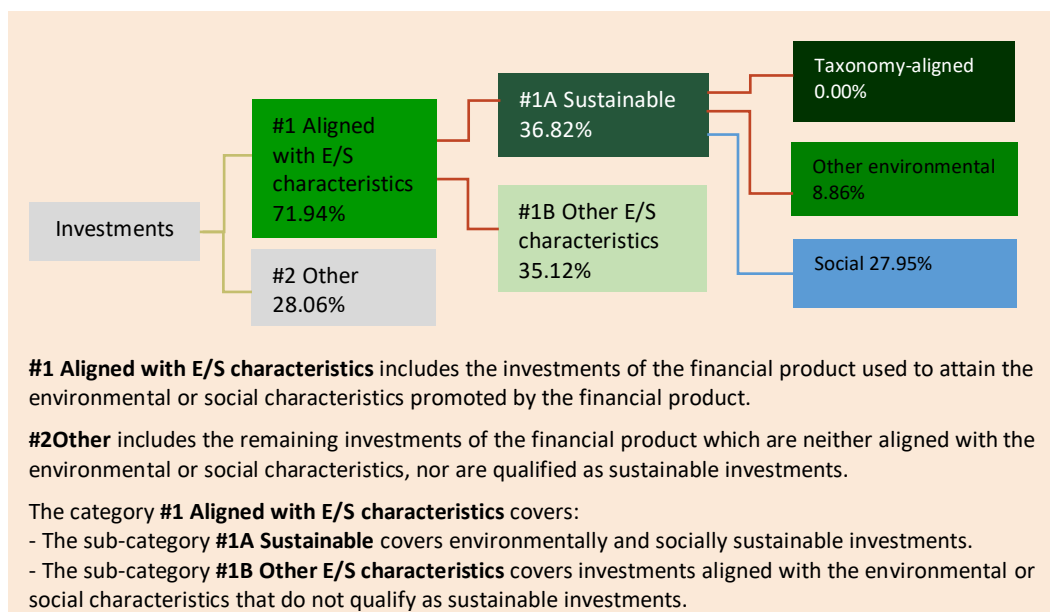 Investments
#1 Aligned
with E/S
characteristics
71.94%
#2 Other
28.06%
#1A Sustainable
36.82%
#1B Other E/S
characteristics
35.12%
Taxonomy-aligned
0.00%
Other environmental
8.86%
Social 27.95%
#1 Aligned with E/S characteristics includes the investments of the financial product used to attain the
environmental or social characteristics promoted by the financial product.
#2Other includes the remaining investments of the financial product which are neither aligned with the
environmental or social characteristics, nor are qualified as sustainable investments.
The category #1 Aligned with E/S characteristics covers:
- The sub-category #1A Sustainable covers environmentally and socially sustainable investments.
- The sub-category #1B Other E/S characteristics covers investments aligned with the environmental or
social characteristics that do not qualify as sustainable investments.